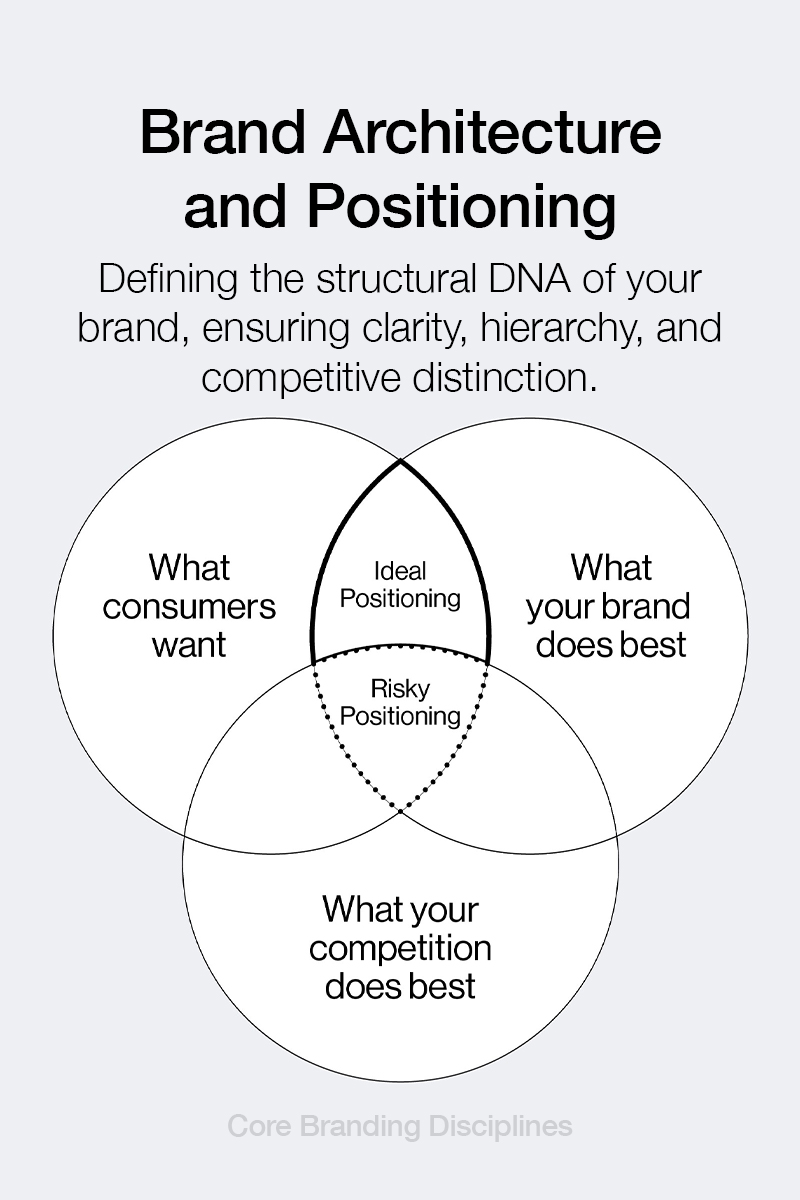 Brand Architecture
and Positioning
Defining the structural DNA of your
brand, ensuring clarity, hierarchy, and
competitive distinction.
What
consumers
want
Ideal
Positioning
What
your brand
does best
Risky
Positioning
What your
competition
does best
Core Branding Disciplines